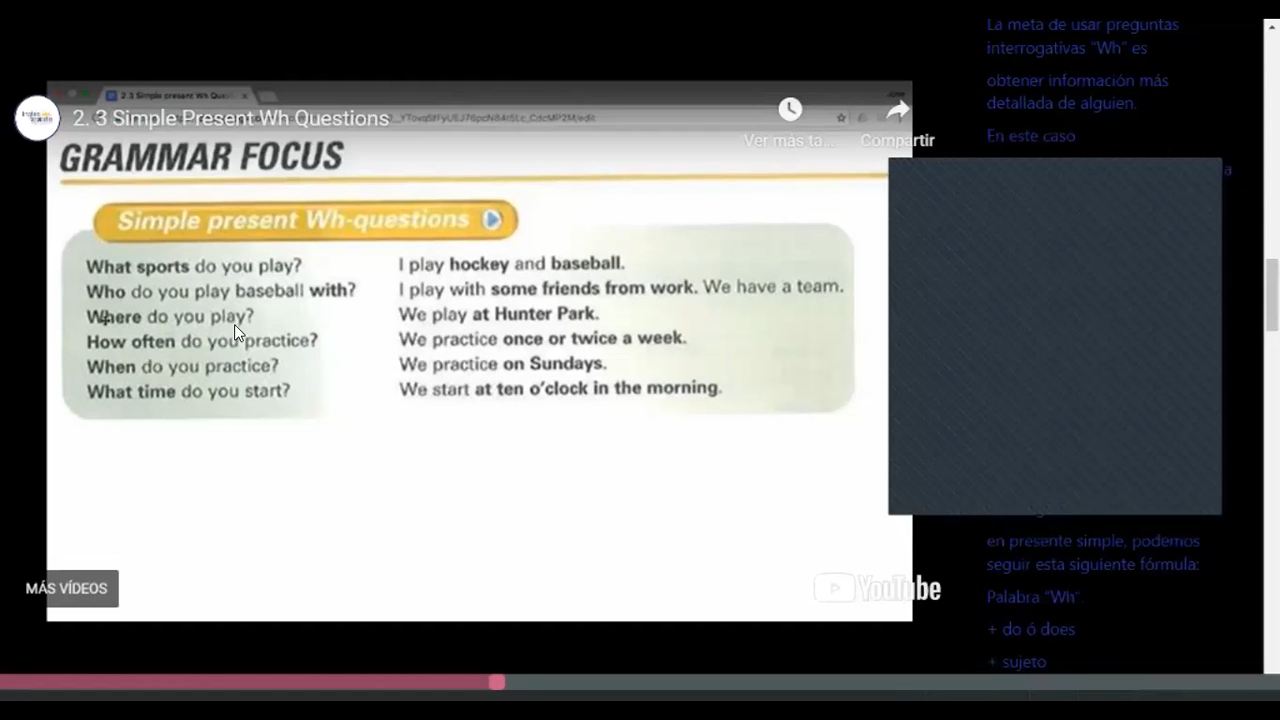 La meta de usar preguntas
interrogativas "Wh" es
obtener información más
detallada de alguien.
En este caso
a
2.3 Simple present Wh Ques
2. 3 Simple Present Wh Questions
Ver más ta...
Compartir
GRAMMAR FOCUS
Simple present Wh-questions
What sports do you play? I play hockey and baseball.
Who do you play baseball with? I play with some friends from work. We have a team.
Where do you play? We play at Hunter Park.
How often do you practice? We practice once or twice a week.
When do you practice? We practice on Sundays.
What time do you start? We start at ten o'clock in the morning.
en presente simple, podemos
seguir esta siguiente fórmula:
Palabra "Wh".
+ do ó does
+ sujeto
MÁS VÍDEOS
YouTube